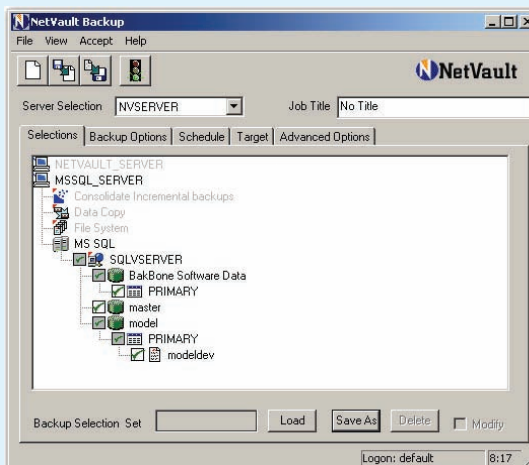 NetVault Backup
File View Accept Help
NetVault
Server Selection NVSERVER Job Title No Title
Selections Backup Options Schedule Target Advanced Options
NETVAULT_SERVER
MSSQL_SERVER
Consolidate Incremental backups
Data Copy
File System
MS SQL
SQLVSERVER
BakBone Software Data
PRIMARY
master
model
PRIMARY
modeldev
Backup Selection Set Load Save As Delete Modify
Logon: default 8:17